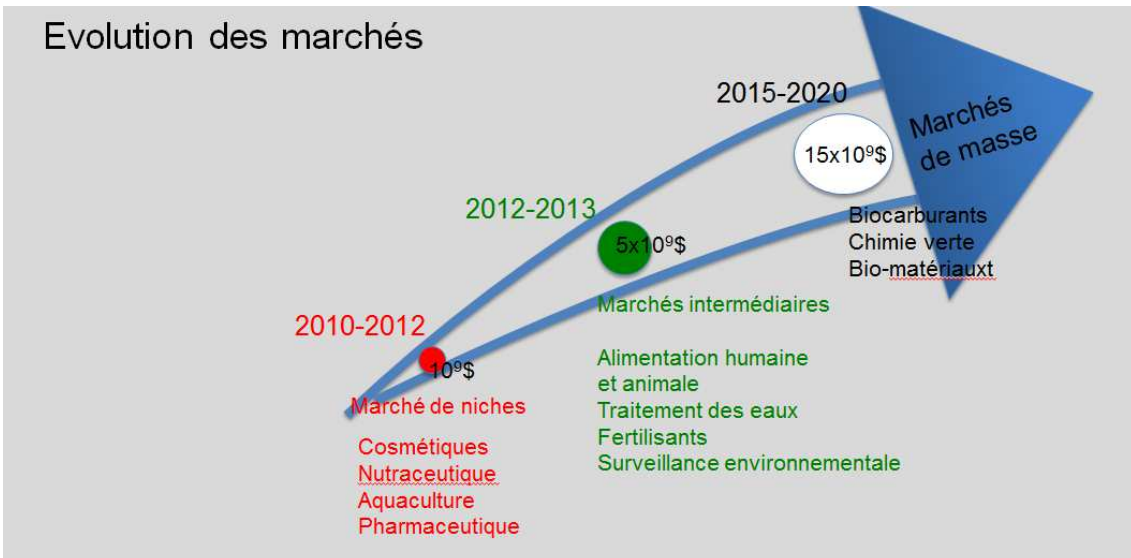 Evolution des marchés
2015-2020
Marchés
de masse
15x10⁹$
Biocarburants
Chimie verte
Bio-matériauxt
2012-2013
5x10⁹$
Marchés intermédiaires
Alimentation humaine
et animale
Traitement des eaux
Fertilisants
Surveillance environnementale
2010-2012
10⁹$
Marché de niches
Cosmétiques
Nutraceutique
Aquaculture
Pharmaceutique